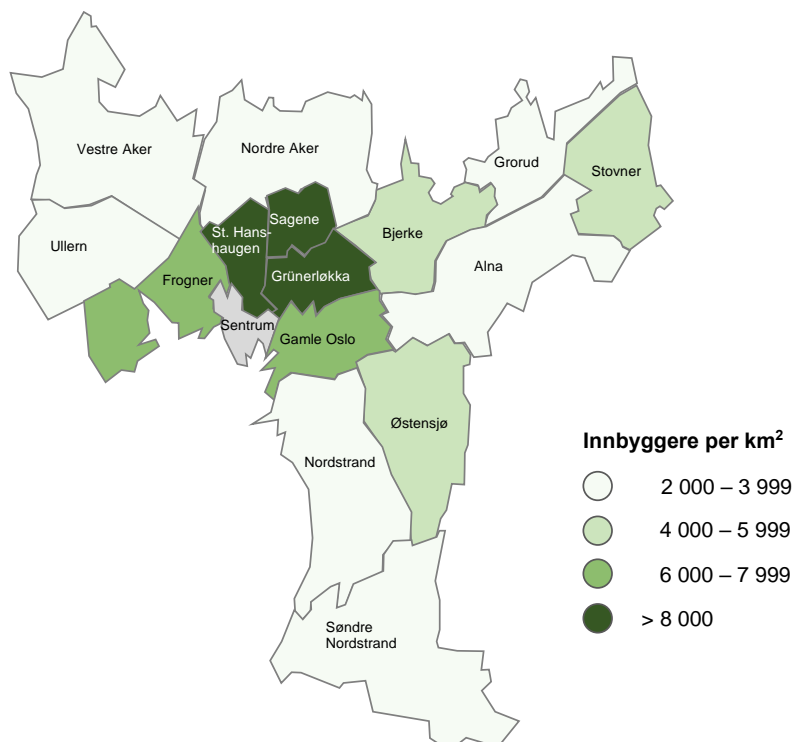 Vestre Aker
Nordre Aker
Grorud
Stovner
Sagene
St. Hans-
haugen
Bjerke
Ullern
Alna
Grünerløkka
Frogner
Sentrum
Gamle Oslo
Østensjø
Nordstrand
Søndre
Nordstrand
Innbyggere per km²
2 000 – 3 999
4 000 – 5 999
6 000 – 7 999
> 8 000